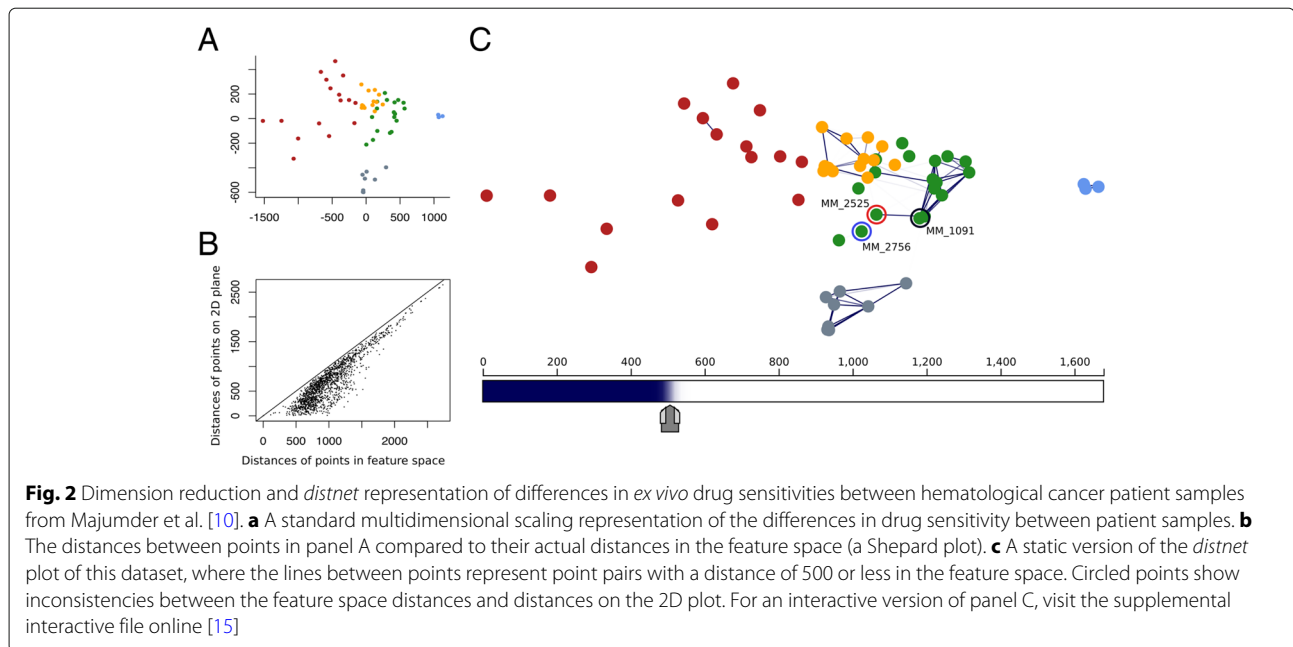 A
200
0
-200
-6000
-1500
-500
0
500
1000
B
Distances of points on 2D plane
2500
1500
500
0
0
500
1000
2000
Distances of points in feature space
C
MM_2525
MM_1091
MM_2756
0
200
400
600
800
1,000
1,200
1,400
1,600
Fig. 2 Dimension reduction and distnet representation of differences in ex vivo drug sensitivities between hematological cancer patient samples
from Majumder et al. [10]. a A standard multidimensional scaling representation of the differences in drug sensitivity between patient samples. b
The distances between points in panel A compared to their actual distances in the feature space (a Shepard plot). c A static version of the distnet
plot of this dataset, where the lines between points represent point pairs with a distance of 500 or less in the feature space. Circled points show
inconsistencies between the feature space distances and distances on the 2D plot. For an interactive version of panel C, visit the supplemental
interactive file online [15]